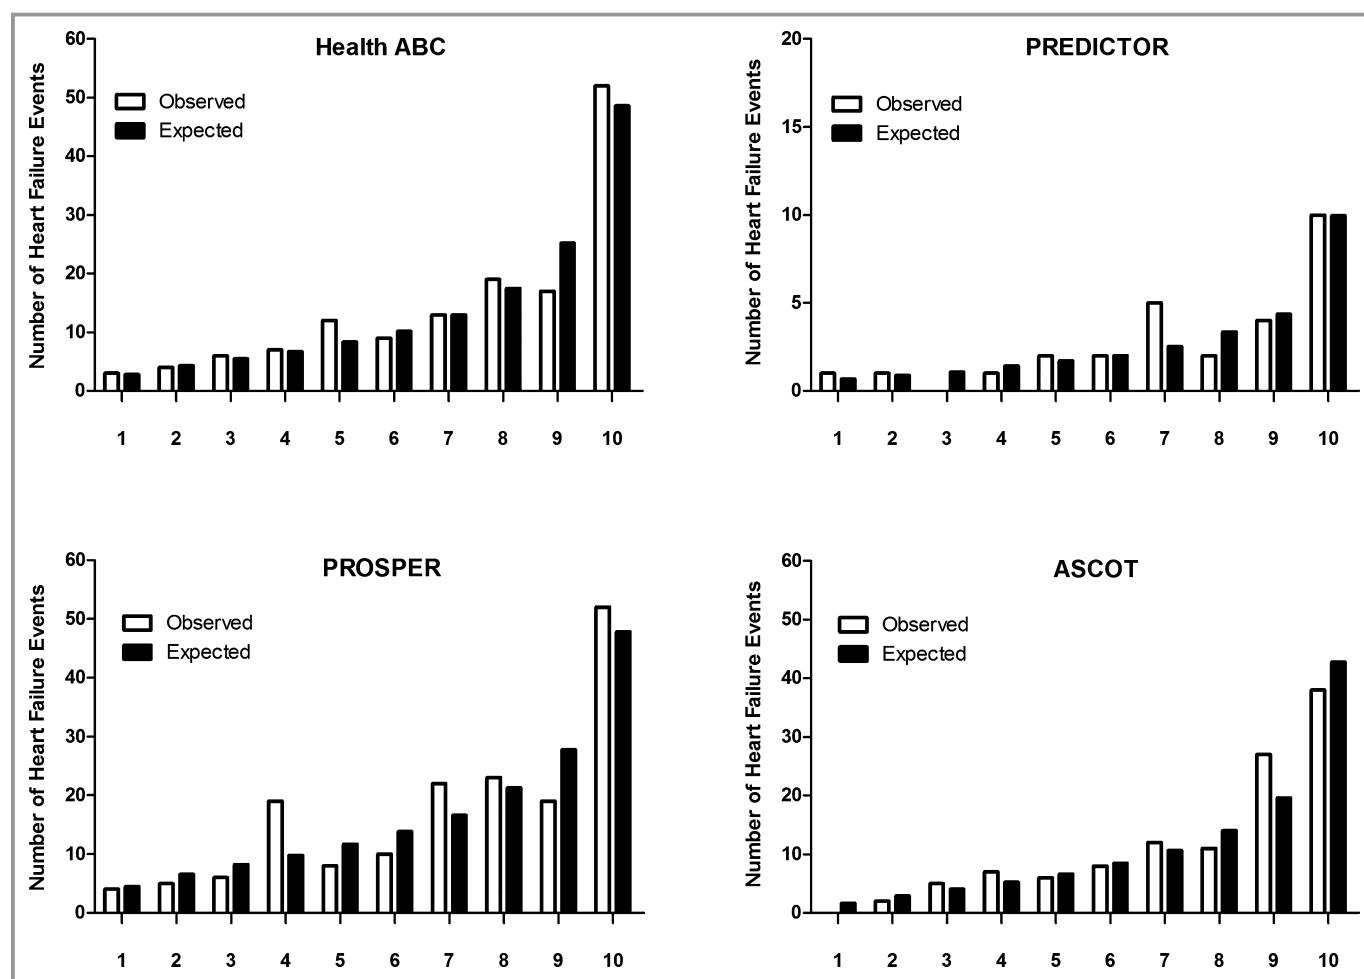 Health ABC
Number of Heart Failure Events
60
50
40
30
20
10
0
Observed
Expected
1 2 3 4 5 6 7 8 9 10
PREDICTOR
Number of Heart Failure Events
20
15
10
5
0
Observed
Expected
1 2 3 4 5 6 7 8 9 10
PROSPER
Number of Heart Failure Events
60
50
40
30
20
10
0
Observed
Expected
1 2 3 4 5 6 7 8 9 10
ASCOT
Number of Heart Failure Events
60
50
40
30
20
10
0
Observed
Expected
1 2 3 4 5 6 7 8 9 10